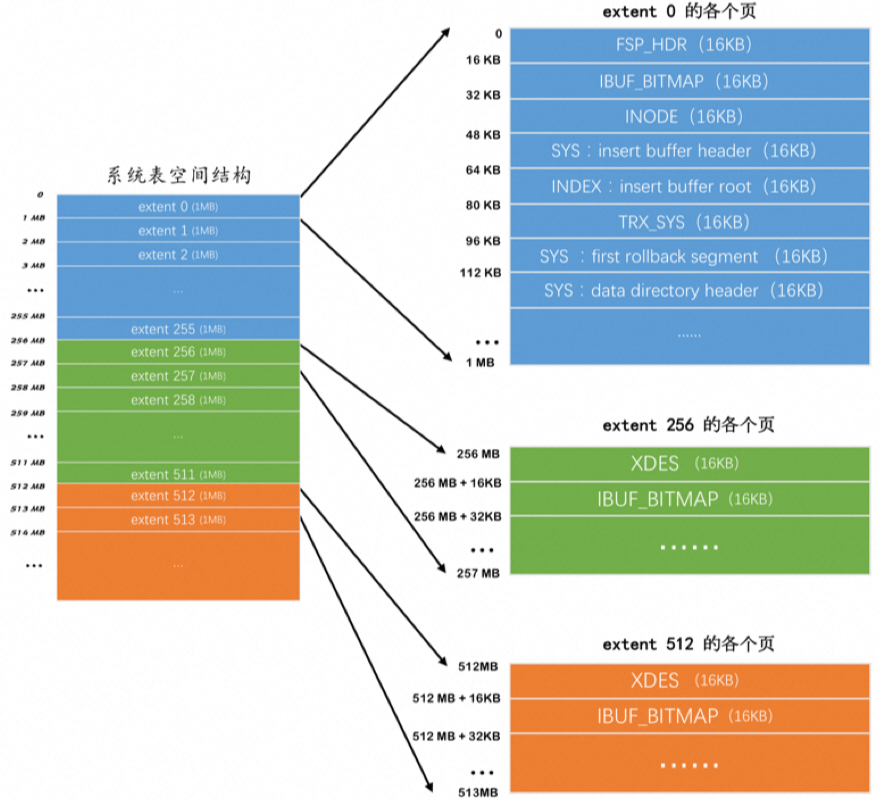 系统表空间结构
0
extent 0 (1MB)
1 MB
extent 1 (1MB)
2 MB
extent 2 (1MB)
3 MB
...
...
255 MB
extent 255 (1MB)
256 MB
extent 256 (1MB)
257 MB
extent 257 (1MB)
258 MB
extent 258 (1MB)
259 MB
...
...
511 MB
extent 511 (1MB)
512 MB
extent 512 (1MB)
513 MB
extent 513 (1MB)
514 MB
...
...
extent 0 的各个页
0
FSP_HDR（16KB）
16 KB
IBUF_BITMAP（16KB）
32 KB
INODE（16KB）
48 KB
SYS：insert buffer header（16KB）
64 KB
INDEX：insert buffer root（16KB）
80 KB
TRX_SYS（16KB）
96 KB
SYS ：first rollback segment（16KB）
112 KB
SYS：data directory header（16KB）
......
...
1 MB
extent 256 的各个页
256 MB
XDES（16KB）
256 MB + 16KB
IBUF_BITMAP（16KB）
256 MB + 32KB
......
...
257 MB
extent 512 的各个页
512MB
XDES（16KB）
512 MB + 16KB
IBUF_BITMAP（16KB）
512 MB + 32KB
......
...
513MB